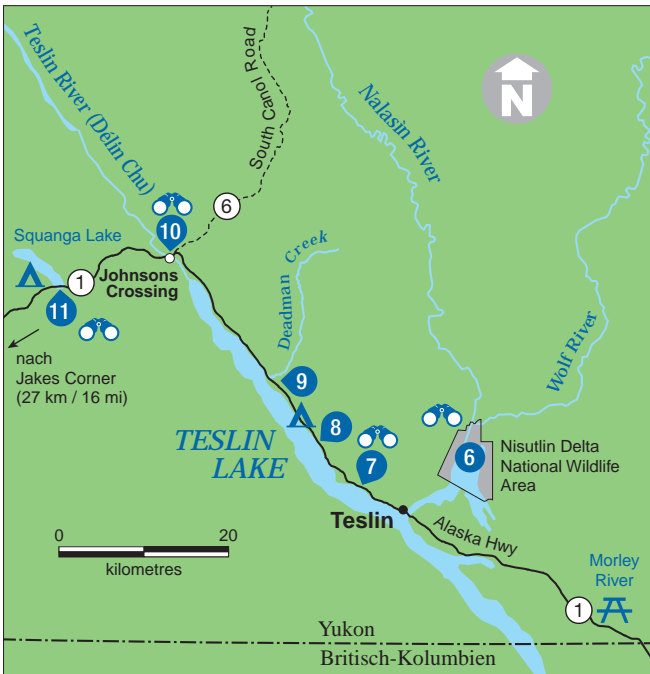 Teslin River (Délin Chu)
South Canol Road
Nalasìn River
N
6
10
Squanga Lake
1
Johnsons
Crossing
11
Deadman Creek
Wolf River
nach
Jakes Corner
(27 km / 16 mi)
9
8
7
6
TESLIN
LAKE
Nisutlin Delta
National Wildlife
Area
Teslin
Alaska Hwy
0
20
kilometres
Morley
River
1
Yukon
Britisch-Kolumbien